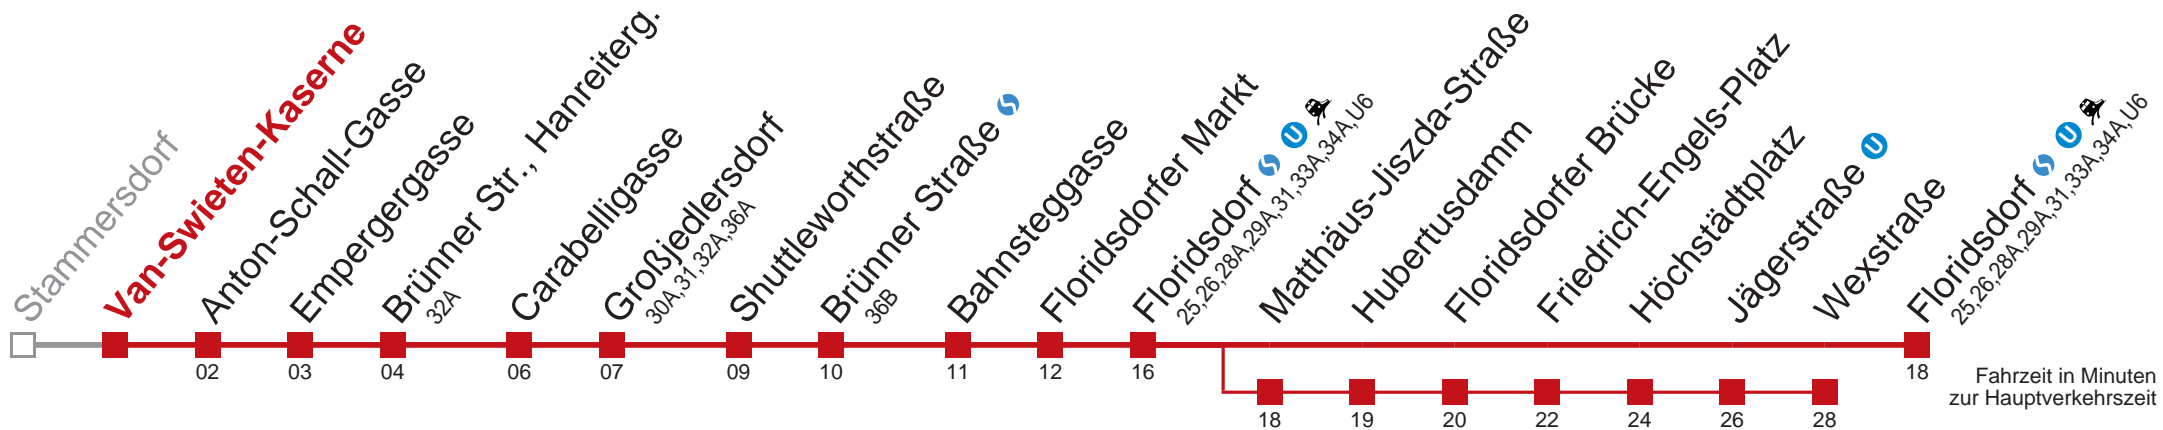 Stammersdorf
Van-Swieten-Kaserne
Anton-Schall-Gasse
Empergergasse
Brünner Str., Hanreiterg.
32A
Carabelligasse
Großjedlersdorf
30A,31,32A,36A
Shuttleworthstraße
Brünner Straße
36B
Bahnsteggasse
Floridsdorfer Markt
Floridsdorf U
25,26,28A,29A,31,33A,34A,U6
Matthäus-Jiszda-Straße
Hubertusdamm
Floridsdorfer Brücke
Friedrich-Engels-Platz
Höchstädtplatz
Jägerstraße U
Wexstraße
Floridsdorf U
25,26,28A,29A,31,33A,34A,U6
02 03 04 06 07 09 10 11 12 16 18
18 19 20 22 24 26 28
Fahrzeit in Minuten
zur Hauptverkehrszeit